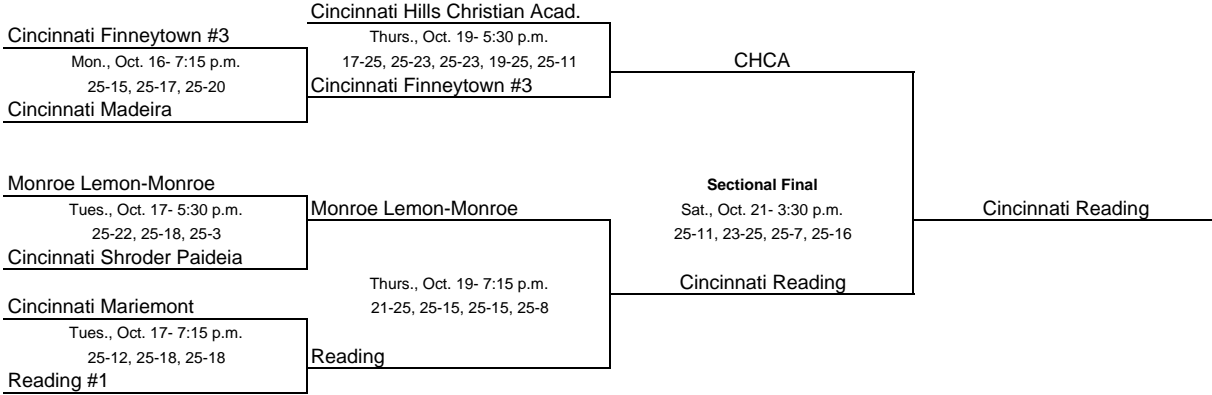 Cincinnati Hills Christian Acad.
Cincinnati Finneytown #3
Thurs., Oct. 19- 5:30 p.m.
Mon., Oct. 16- 7:15 p.m.
17-25, 25-23, 25-23, 19-25, 25-11
CHCA
25-15, 25-17, 25-20
Cincinnati Finneytown #3
Cincinnati Madeira
Monroe Lemon-Monroe
Sectional Final
Tues., Oct. 17- 5:30 p.m.
Monroe Lemon-Monroe
Sat., Oct. 21- 3:30 p.m.
Cincinnati Reading
25-22, 25-18, 25-3
25-11, 23-25, 25-7, 25-16
Cincinnati Shroder Paideia
Thurs., Oct. 19- 7:15 p.m.
Cincinnati Reading
Cincinnati Mariemont
21-25, 25-15, 25-15, 25-8
Tues., Oct. 17- 7:15 p.m.
25-12, 25-18, 25-18
Reading
Reading #1